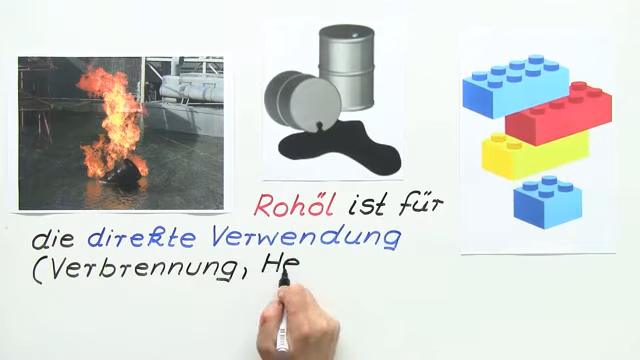 Rohöl ist für
die direkte Verwendung
(Verbrennung, He